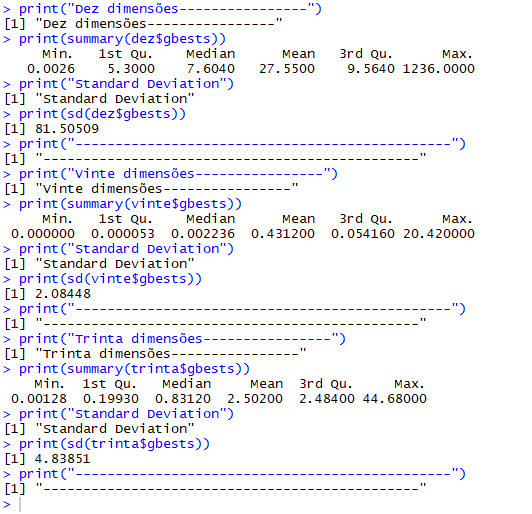 > print("Dez dimensões----------------")
[1] "Dez dimensões----------------"
> print(summary(dez$gbests))
Min. 1st Qu. Median Mean 3rd Qu. Max.
0.0026 5.3000 7.6040 27.5500 9.5640 1236.0000
> print("Standard Deviation")
[1] "Standard Deviation"
> print(sd(dez$gbests))
[1] 81.50509
> print("-----------------------------------------------")
[1] "-----------------------------------------------"
> print("Vinte dimensões----------------")
[1] "Vinte dimensões----------------"
> print(summary(vinte$gbests))
Min. 1st Qu. Median Mean 3rd Qu. Max.
0.000000 0.000053 0.002236 0.431200 0.054160 20.420000
> print("Standard Deviation")
[1] "Standard Deviation"
> print(sd(vinte$gbests))
[1] 2.08448
> print("-----------------------------------------------")
[1] "-----------------------------------------------"
> print("Trinta dimensões----------------")
[1] "Trinta dimensões----------------"
> print(summary(trinta$gbests))
Min. 1st Qu. Median Mean 3rd Qu. Max.
0.00128 0.19930 0.83120 2.50200 2.48400 44.68000
> print("Standard Deviation")
[1] "Standard Deviation"
> print(sd(trinta$gbests))
[1] 4.83851
> print("-----------------------------------------------")
[1] "-----------------------------------------------"
>